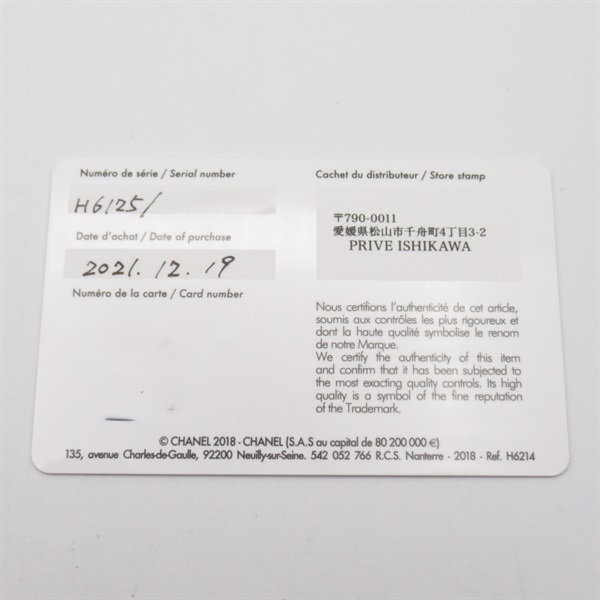 Numéro de série / Serial number
H6125/
Date d'achat / Date of purchase
2021.12.19
Numéro de la carte / Card number
Cachet du distributeur / Store stamp
〒790-0011
愛媛県松山市千舟町4丁目3-2
PRIVE ISHIKAWA
Nous certifions l'authenticité de cet article,
soumis aux contrôles les plus rigoureux et
dont la haute qualité symbolise le renom
de notre Marque.
We certify the authenticity of this item
and confirm that it has been subjected to
the most exacting quality controls. Its high
quality is a symbol of the fine reputation
of the Trademark.
© CHANEL 2018 - CHANEL (S.A.S au capital de 80 200 000 €)
135, avenue Charles-de-Gaulle, 92200 Neuilly-sur-Seine. 542 052 766 R.C.S. Nanterre - 2018 - Ref. H6214